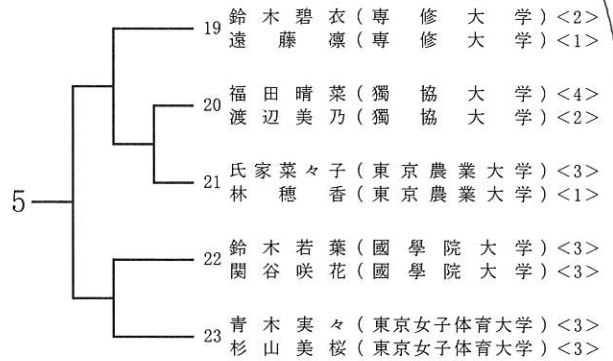 19 鈴木碧衣(専修大学)<2>
遠藤凛(専修大学)<1>
20 福田晴菜(獨協大学)<4>
渡辺美乃(獨協大学)<2>
21 氏家菜々子(東京農業大学)<3>
林穂香(東京農業大学)<1>
5
22 鈴木若葉(國學院大学)<3>
関谷咲花(國學院大学)<3>
23 青木実々(東京女子体育大学)<3>
杉山美桜(東京女子体育大学)<3>